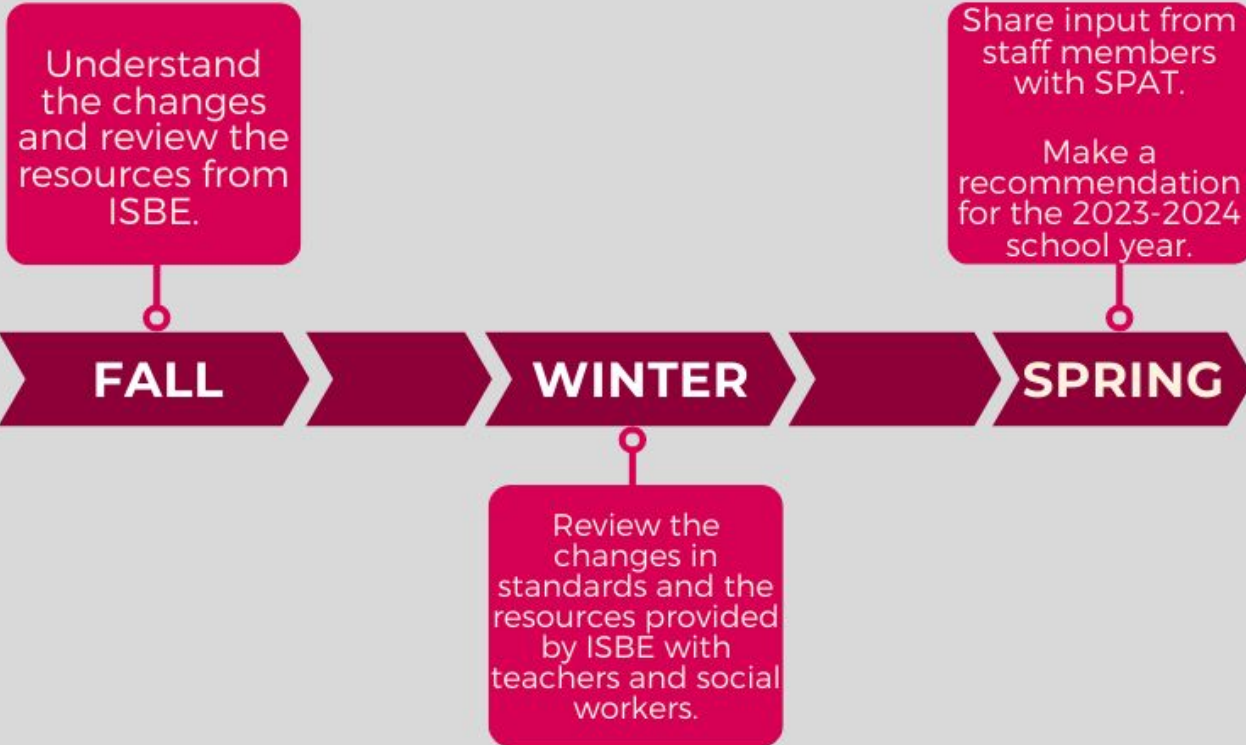 Understand
the changes
and review the
resources from
ISBE.
Share input from
staff members
with SPAT.
Make a
recommendation
for the 2023-2024
school year.
FALL
WINTER
SPRING
Review the
changes in
standards and the
resources provided
by ISBE with
teachers and social
workers.